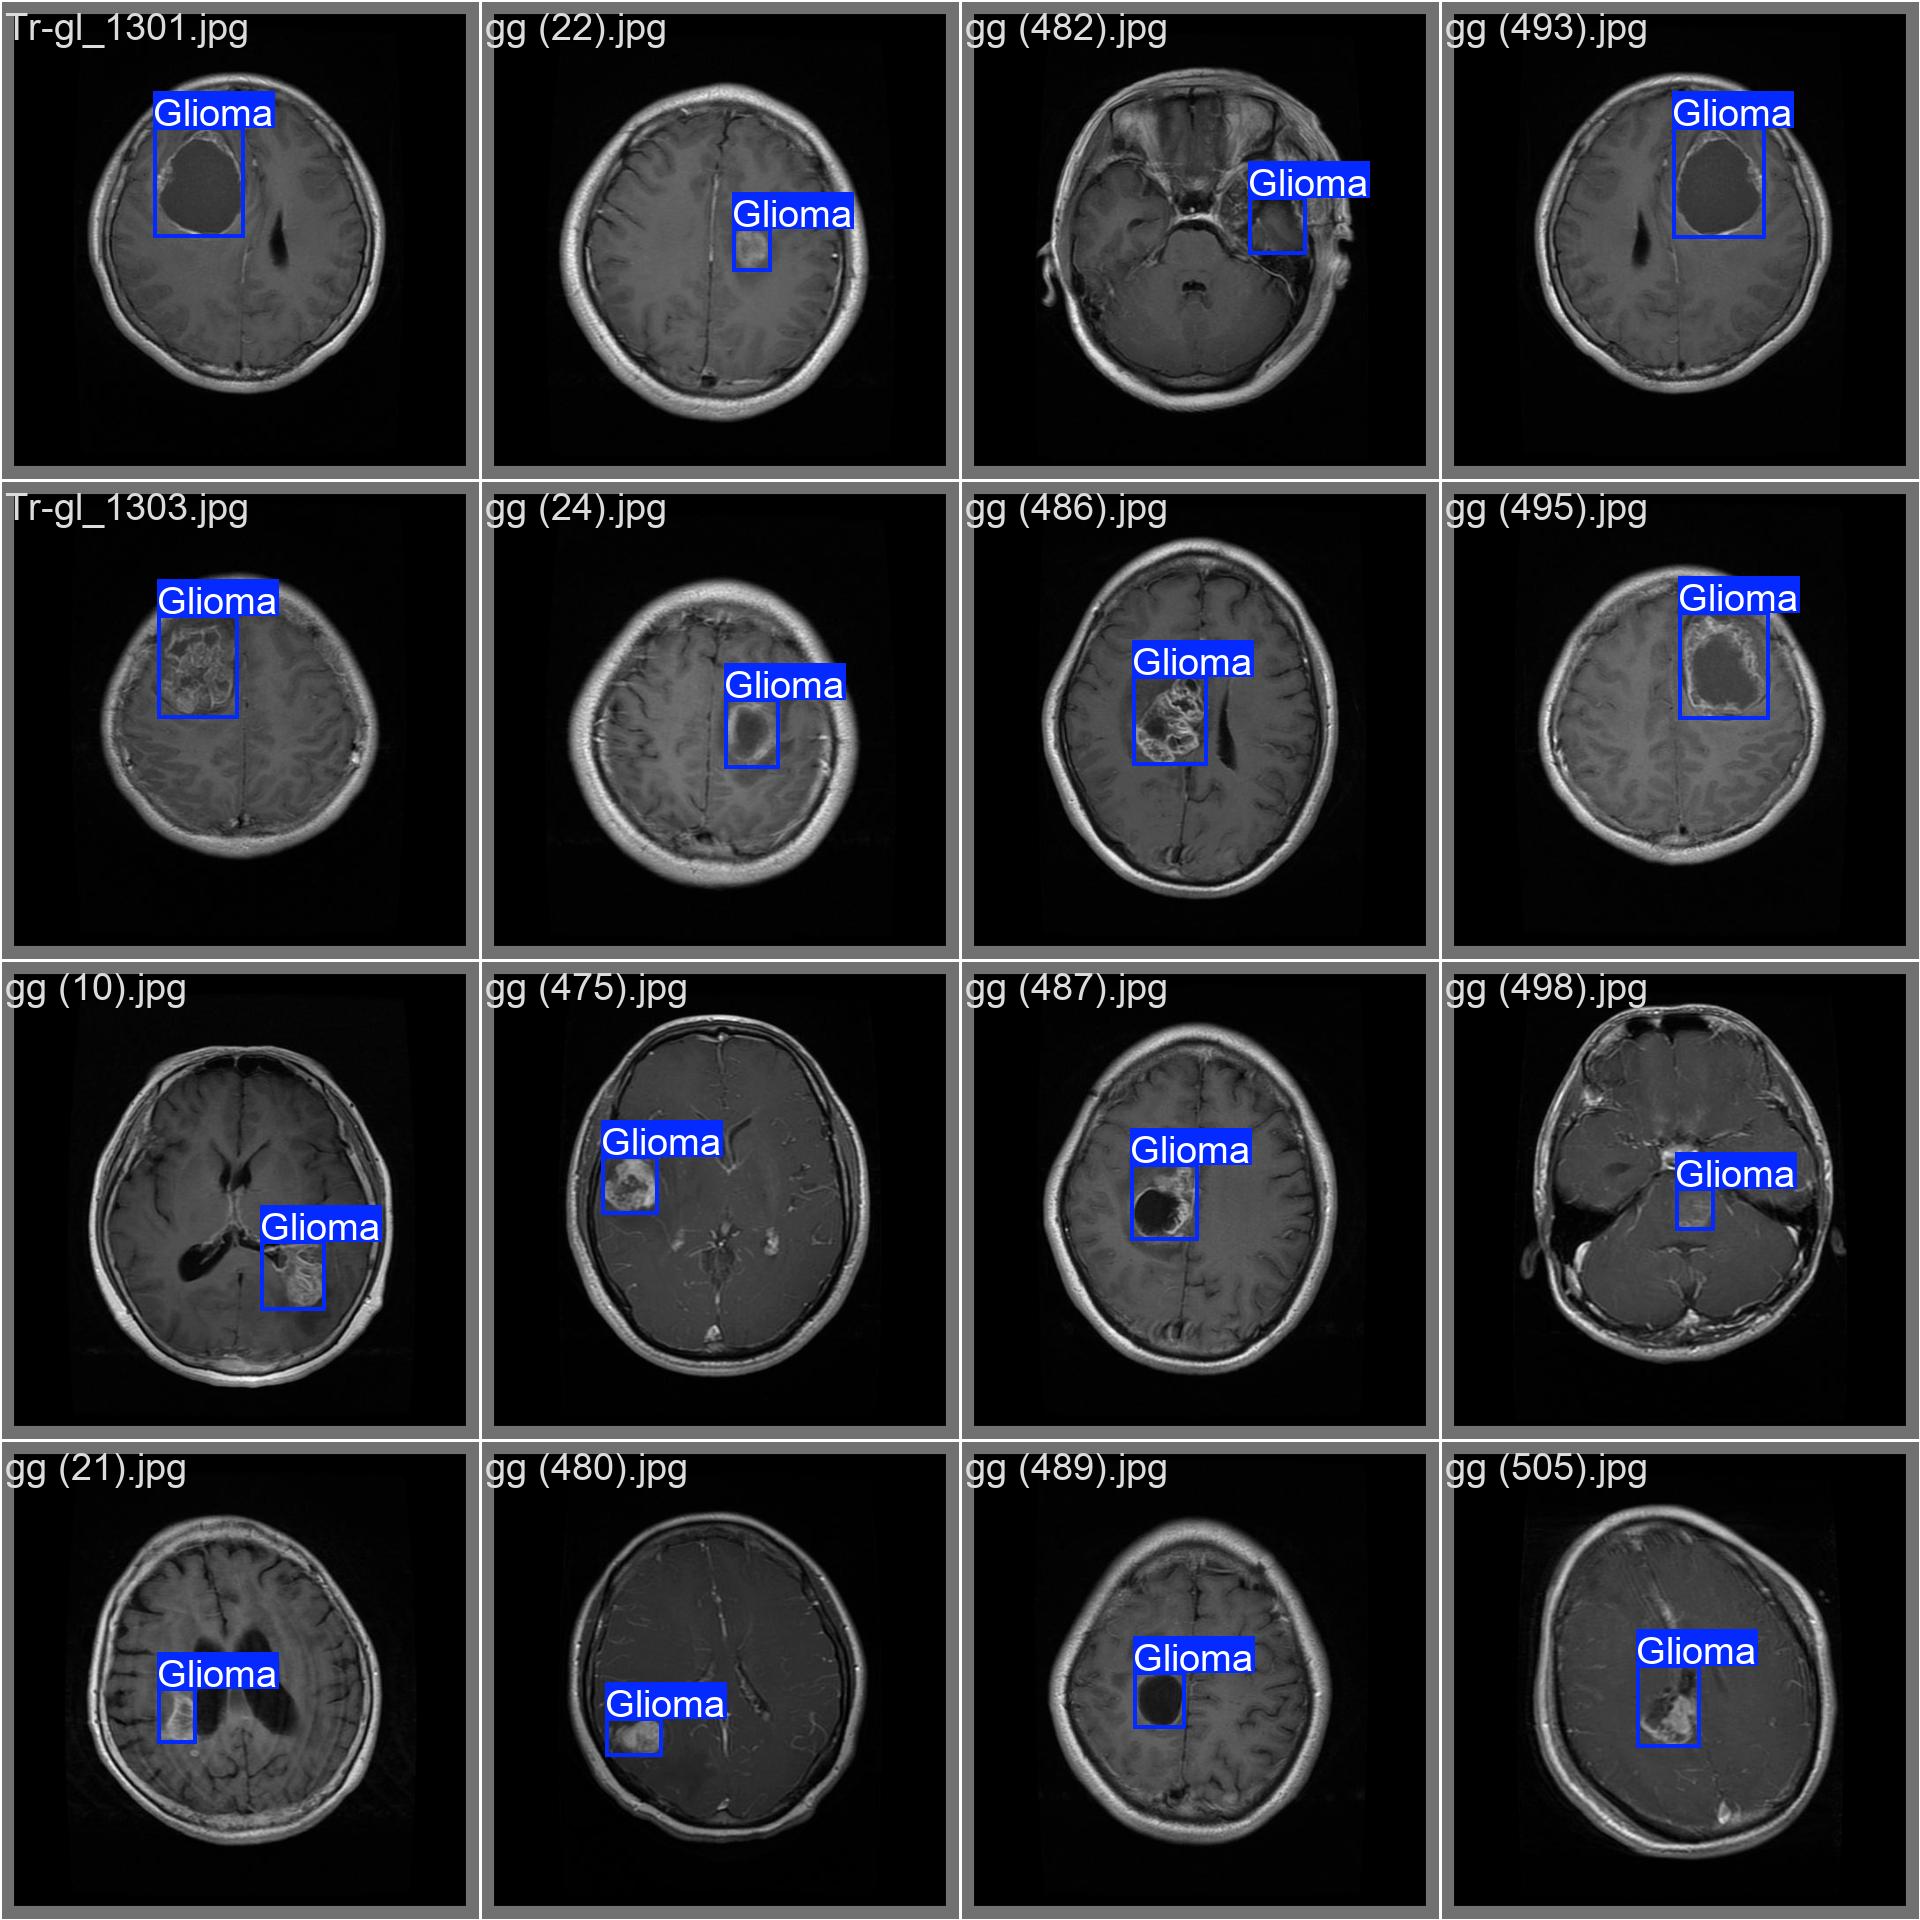 Tr-gl_1301.jpg
Glioma
gg (22).jpg
Glioma
gg (482).jpg
Glioma
gg (493).jpg
Glioma
Tr-gl_1303.jpg
Glioma
gg (24).jpg
Glioma
gg (486).jpg
Glioma
gg (495).jpg
Glioma
gg (10).jpg
Glioma
gg (475).jpg
Glioma
gg (487).jpg
Glioma
gg (498).jpg
Glioma
gg (21).jpg
Glioma
gg (480).jpg
Glioma
gg (489).jpg
Glioma
gg (505).jpg
Glioma